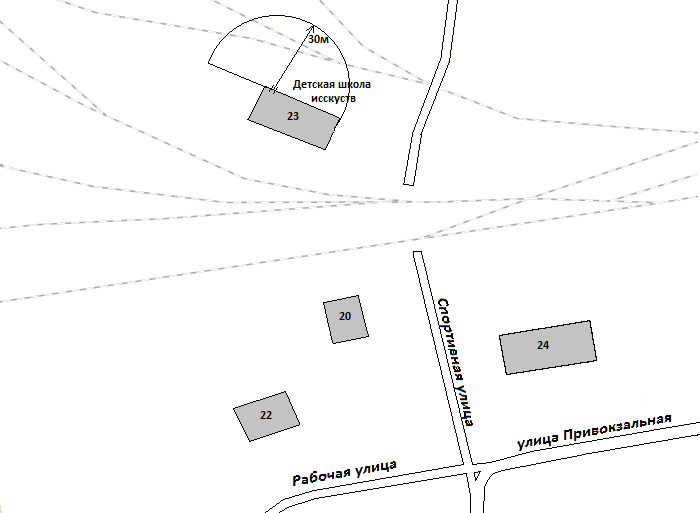 30м
Детская школа
исскуств
23
20
Спортивная улица
24
22
улица Привокзальная
Рабочая улица